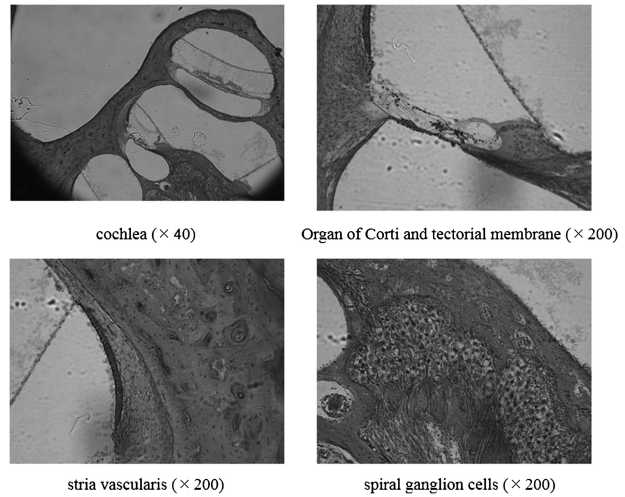 cochlea (× 40)
Organ of Corti and tectorial membrane (× 200)
stria vascularis (× 200)
spiral ganglion cells (× 200)